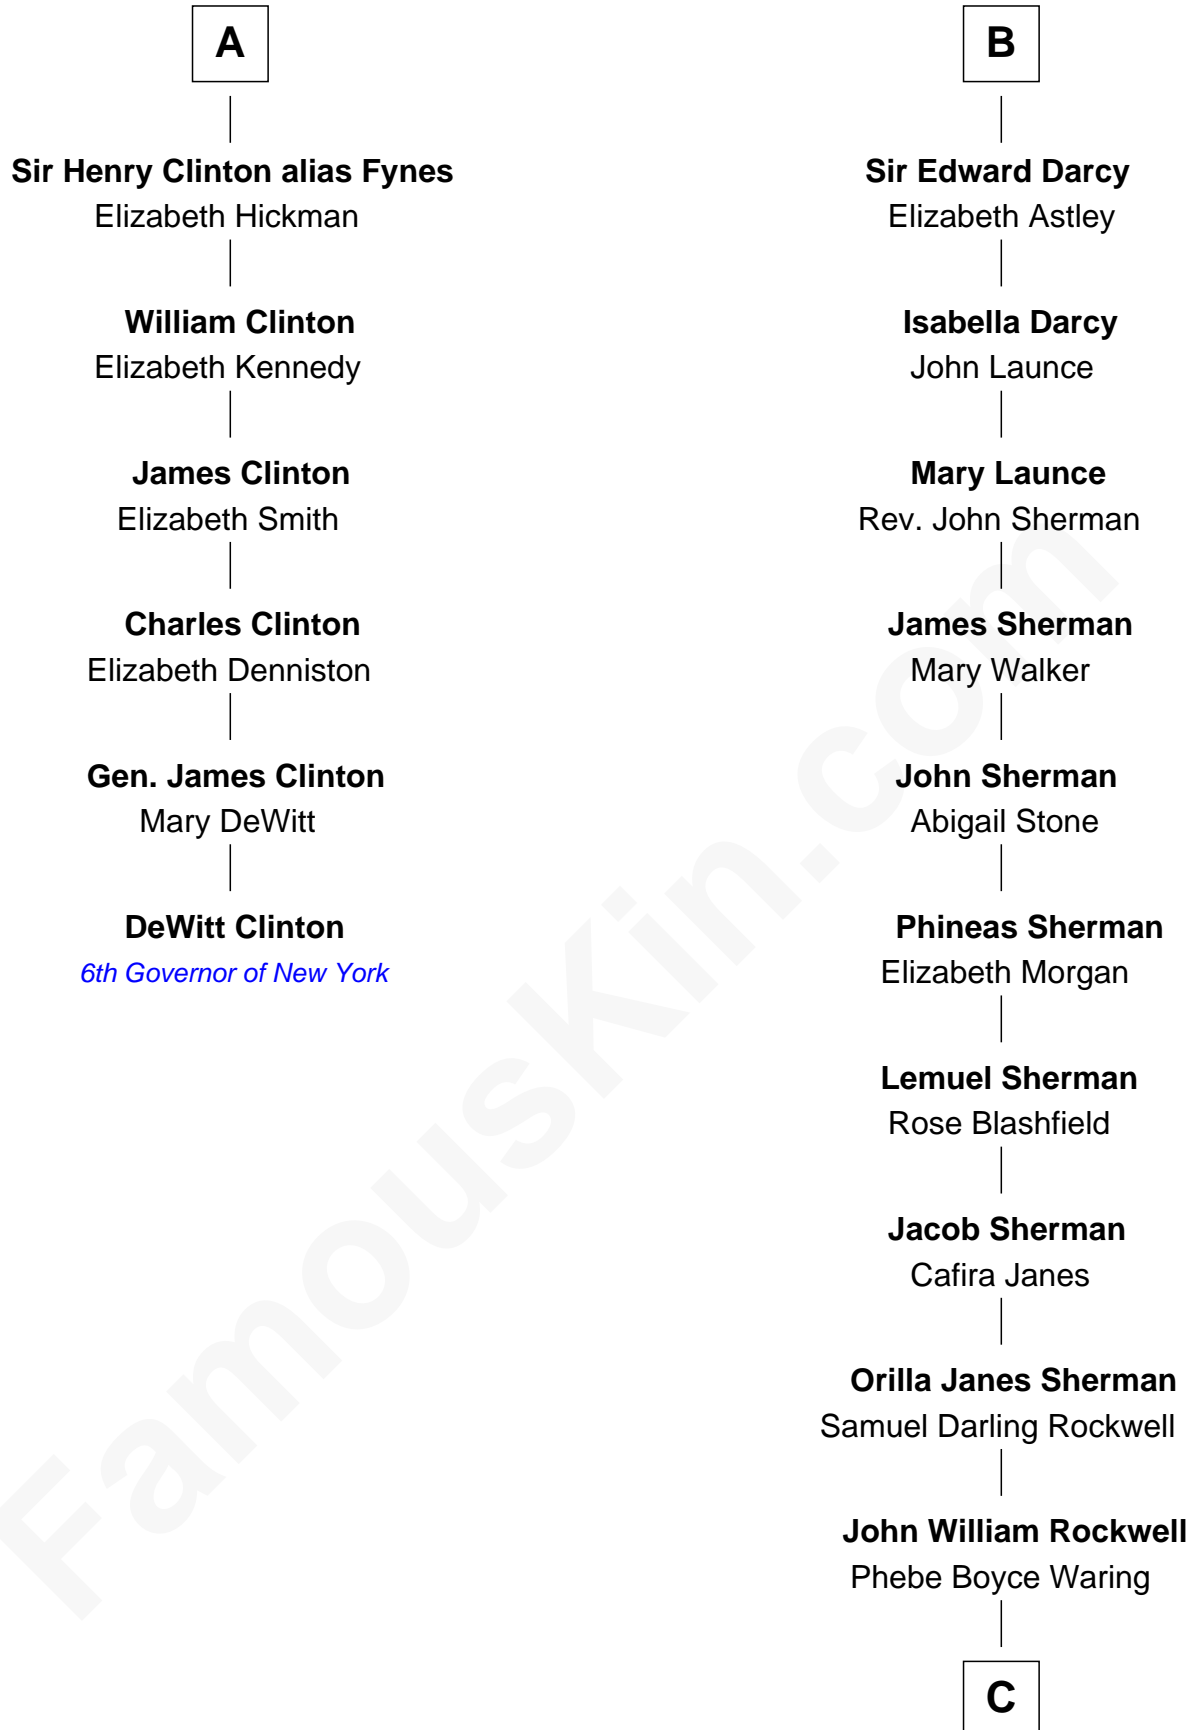 A
Sir Henry Clinton alias Fynes
Elizabeth Hickman
William Clinton
Elizabeth Kennedy
James Clinton
Elizabeth Smith
Charles Clinton
Elizabeth Denniston
Gen. James Clinton
Mary DeWitt
DeWitt Clinton
6th Governor of New York
B
Sir Edward Darcy
Elizabeth Astley
Isabella Darcy
John Launce
Mary Launce
Rev. John Sherman
James Sherman
Mary Walker
John Sherman
Abigail Stone
Phineas Sherman
Elizabeth Morgan
Lemuel Sherman
Rose Blashfield
Jacob Sherman
Cafira Janes
Orilla Janes Sherman
Samuel Darling Rockwell
John William Rockwell
Phebe Boyce Waring
C
FamousKin.com